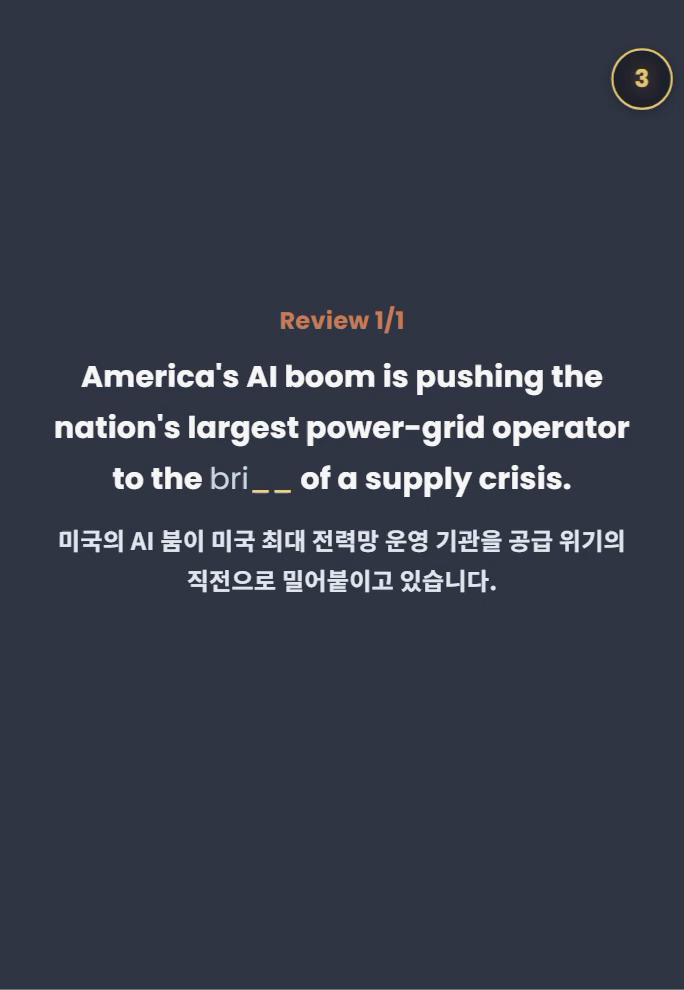 3
Review 1/1
America's AI boom is pushing the
nation's largest power-grid operator
to the bri__ of a supply crisis.
미국의 AI 붐이 미국 최대 전력망 운영 기관을 공급 위기의
직전으로 밀어붙이고 있습니다.